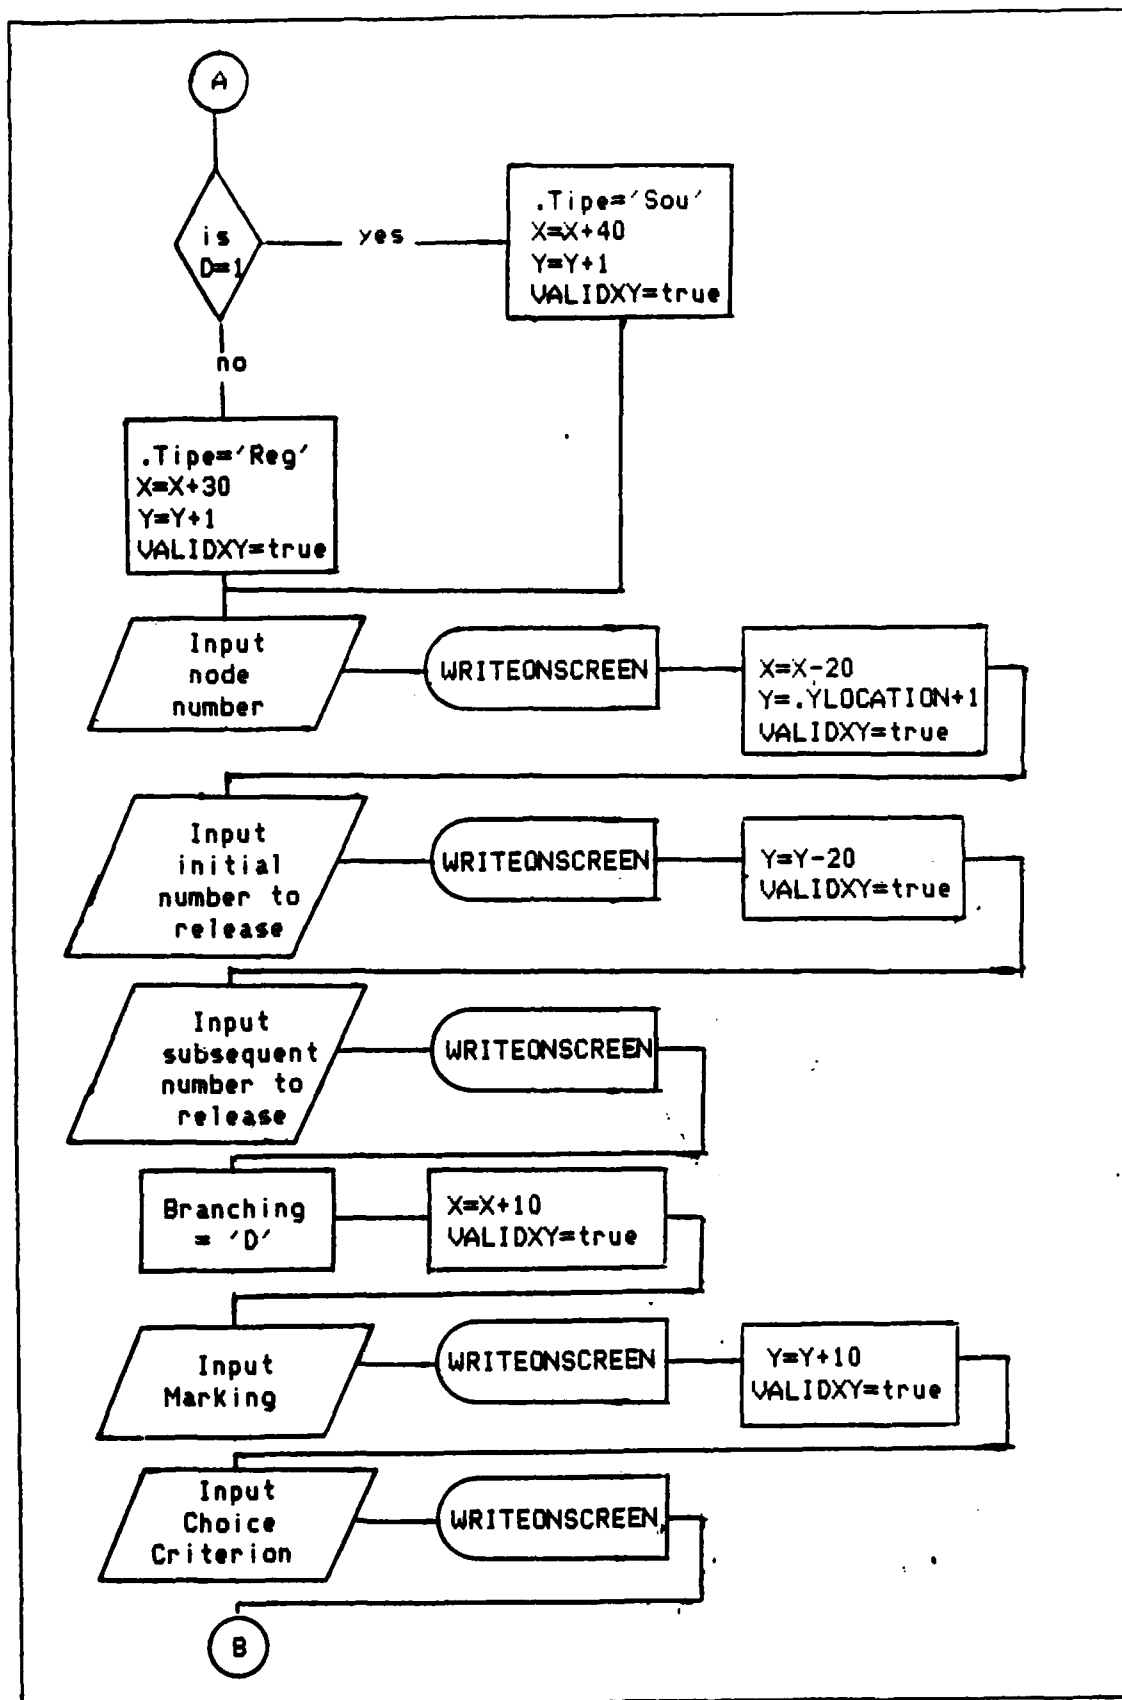 A
is
D=1
yes
.Tipe='Sou'
X=X+40
Y=Y+1
VALIDXY=true
no
.Tipe='Reg'
X=X+30
Y=Y+1
VALIDXY=true
Input
node
number
WRITEONSCREEN
X=X-20
Y=.YLOCATION+1
VALIDXY=true
Input
initial
number to
release
WRITEONSCREEN
Y=Y-20
VALIDXY=true
Input
subsequent
number to
release
WRITEONSCREEN
Branching
= 'D'
X=X+10
VALIDXY=true
Input
Marking
WRITEONSCREEN
Y=Y+10
VALIDXY=true
Input
Choice
Criterion
WRITEONSCREEN
B